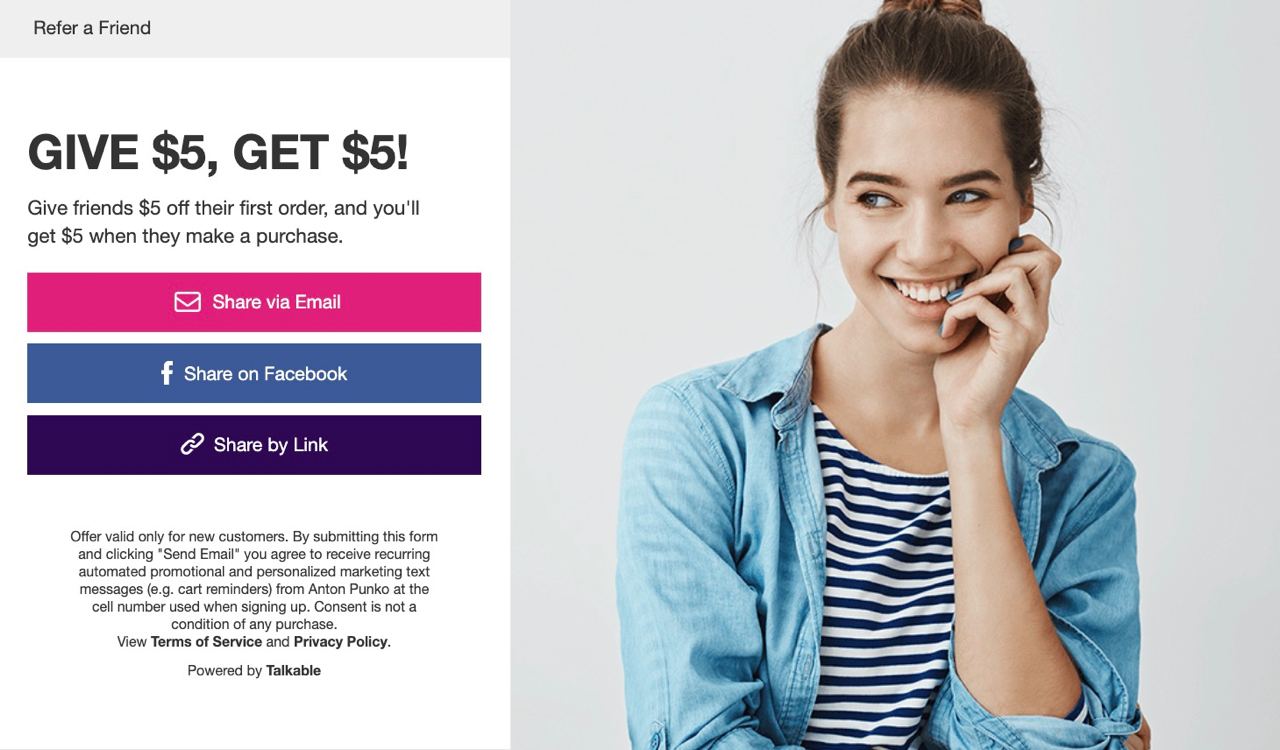 Refer a Friend
GIVE $5, GET $5!
Give friends $5 off their first order, and you'll
get $5 when they make a purchase.
Share via Email
Share on Facebook
Share by Link
Offer valid only for new customers. By submitting this form
and clicking "Send Email" you agree to receive recurring
automated promotional and personalized marketing text
messages (e.g. cart reminders) from Anton Punko at the
cell number used when signing up. Consent is not a
condition of any purchase.
View Terms of Service and Privacy Policy.
Powered by Talkable